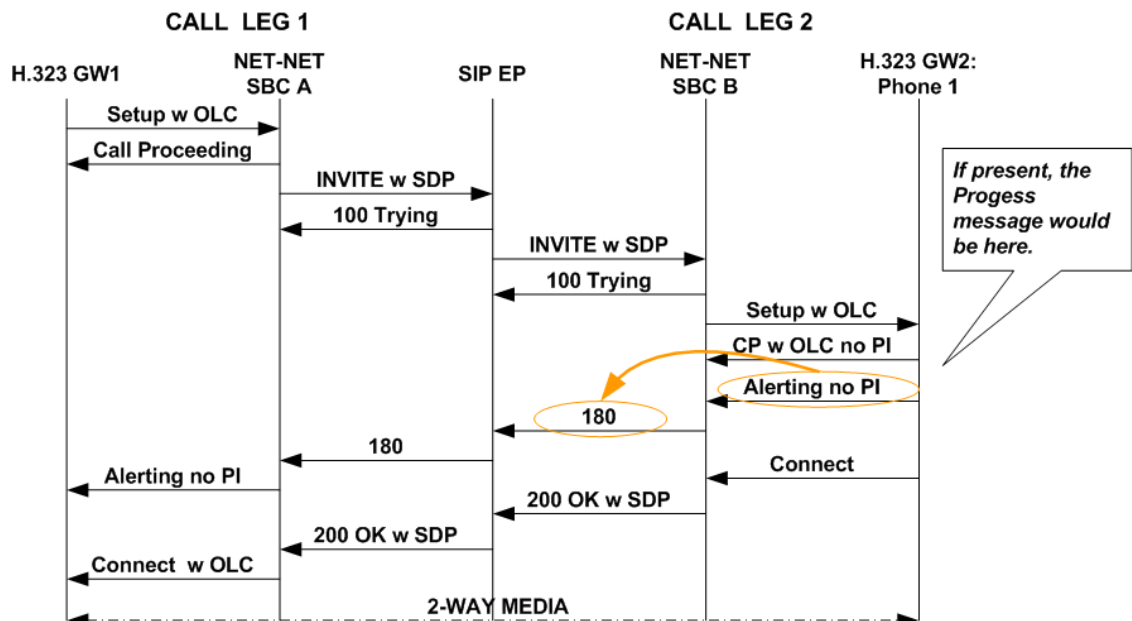 CALL LEG 1
CALL LEG 2
H.323 GW1
NET-NET
SBC A
SIP EP
NET-NET
SBC B
H.323 GW2:
Phone 1
Setup w OLC
Call Proceeding
INVITE w SDP
100 Trying
INVITE w SDP
100 Trying
If present, the
Progess
message would
be here.
Setup w OLC
CP w OLC no PI
Alerting no PI
180
180
Alerting no PI
Connect
200 OK w SDP
200 OK w SDP
Connect w OLC
2-WAY MEDIA